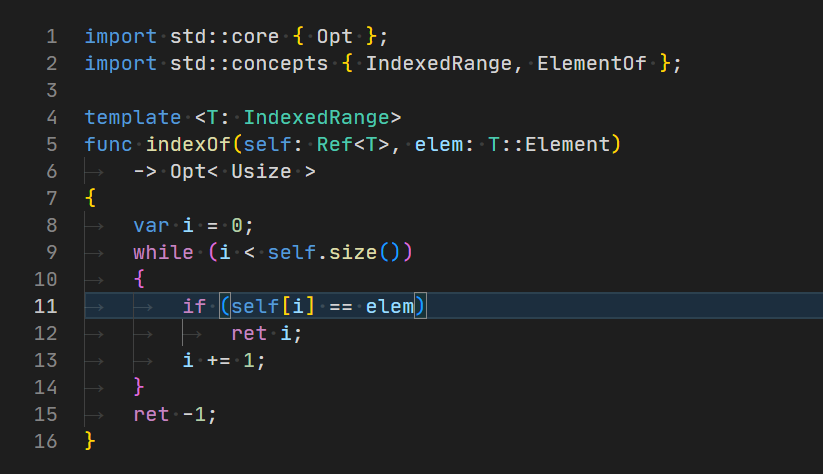 1 import std::core { Opt };
2 import std::concepts { IndexedRange, ElementOf };
3
4 template <T: IndexedRange>
5 func indexOf(self: Ref<T>, elem: T::Element)
6     -> Opt< Usize >
7 {
8     var i = 0;
9     while (i < self.size())
10     {
11         if (self[i] == elem)
12             ret i;
13         i += 1;
14     }
15     ret -1;
16 }